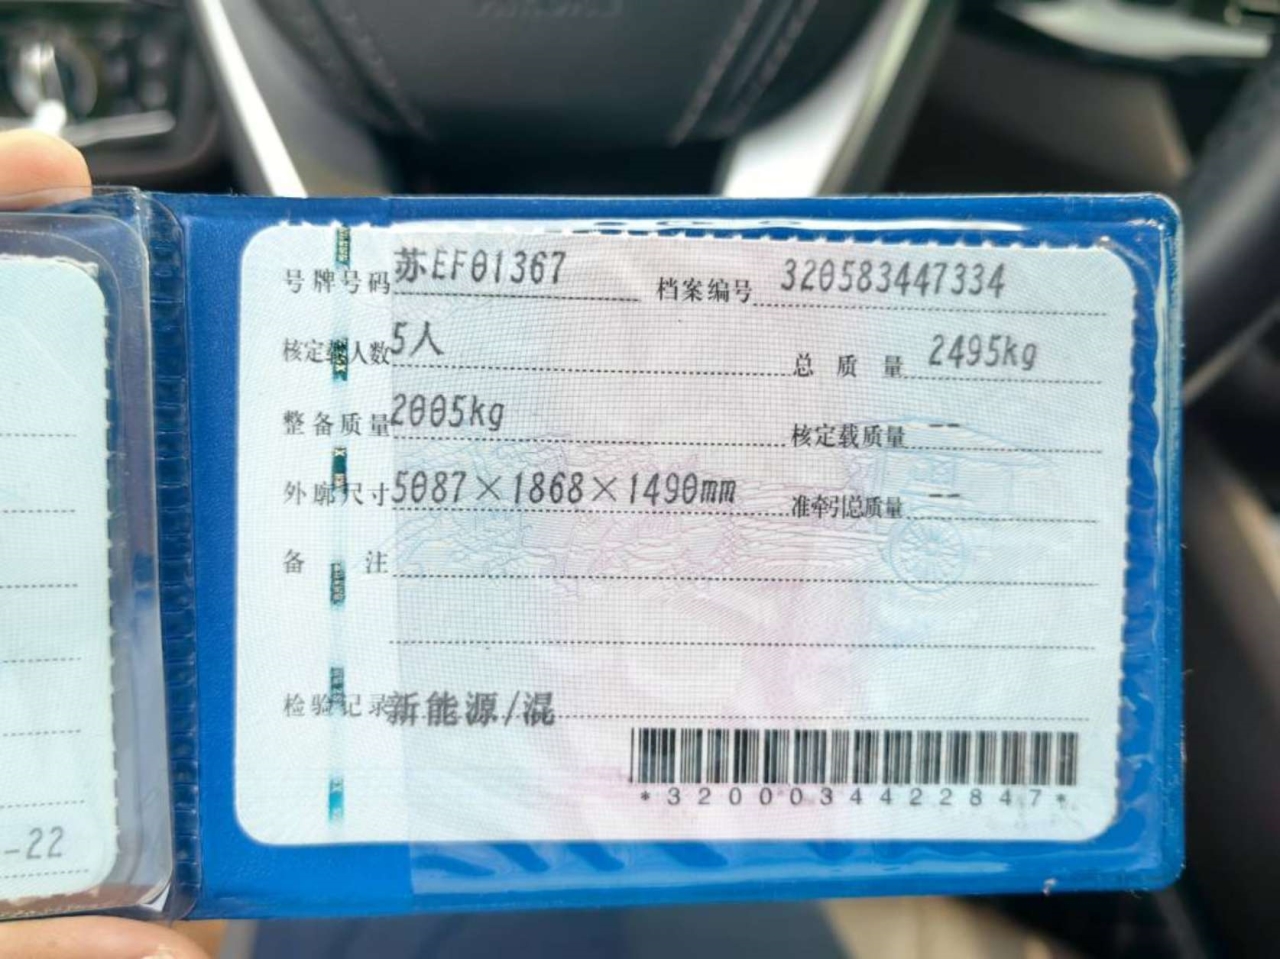 号牌号码 苏EF01367 档案编号 320583447334
核定载人数 5人 总质量 2495kg
整备质量 2005kg 核定载质量 --
外廓尺寸 5087×1868×1490mm 准牵引总质量 --
备注
检验记录 新能源/混
*3200034422847*
-22